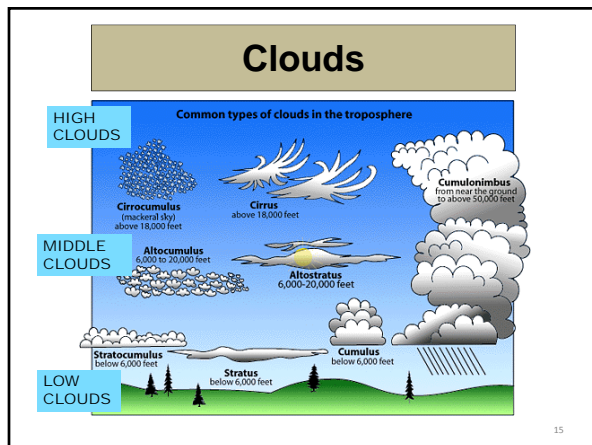 Clouds
HIGH
CLOUDS
Common types of clouds in the troposphere
Cirrocumulus
(mackeral sky)
above 18,000 feet
Cirrus
above 18,000 feet
Cumulonimbus
from near the ground
to above 50,000 feet
MIDDLE
CLOUDS
Altocumulus
6,000 to 20,000 feet
Altostratus
6,000-20,000 feet
Stratocumulus
below 6,000 feet
Stratus
below 6,000 feet
Cumulus
below 6,000 feet
LOW
CLOUDS
15